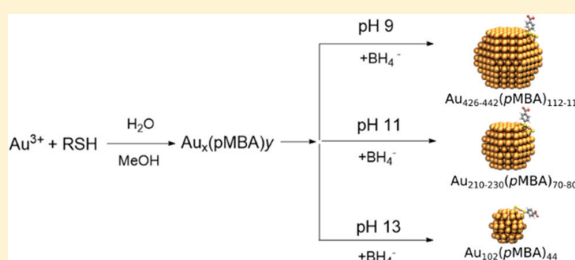 pH 9
+BH₄⁻
Au₄₂₆₋₄₄₂(pMBA)₁₁₂₋₁₁
Au³⁺ + RSH
H₂O
MeOH
Auₓ(pMBA)y
pH 11
+BH₄⁻
Au₂₁₀₋₂₃₀(pMBA)₇₀₋₈₀
pH 13
+BH₄⁻
Au₁₀₂(pMBA)₄₄